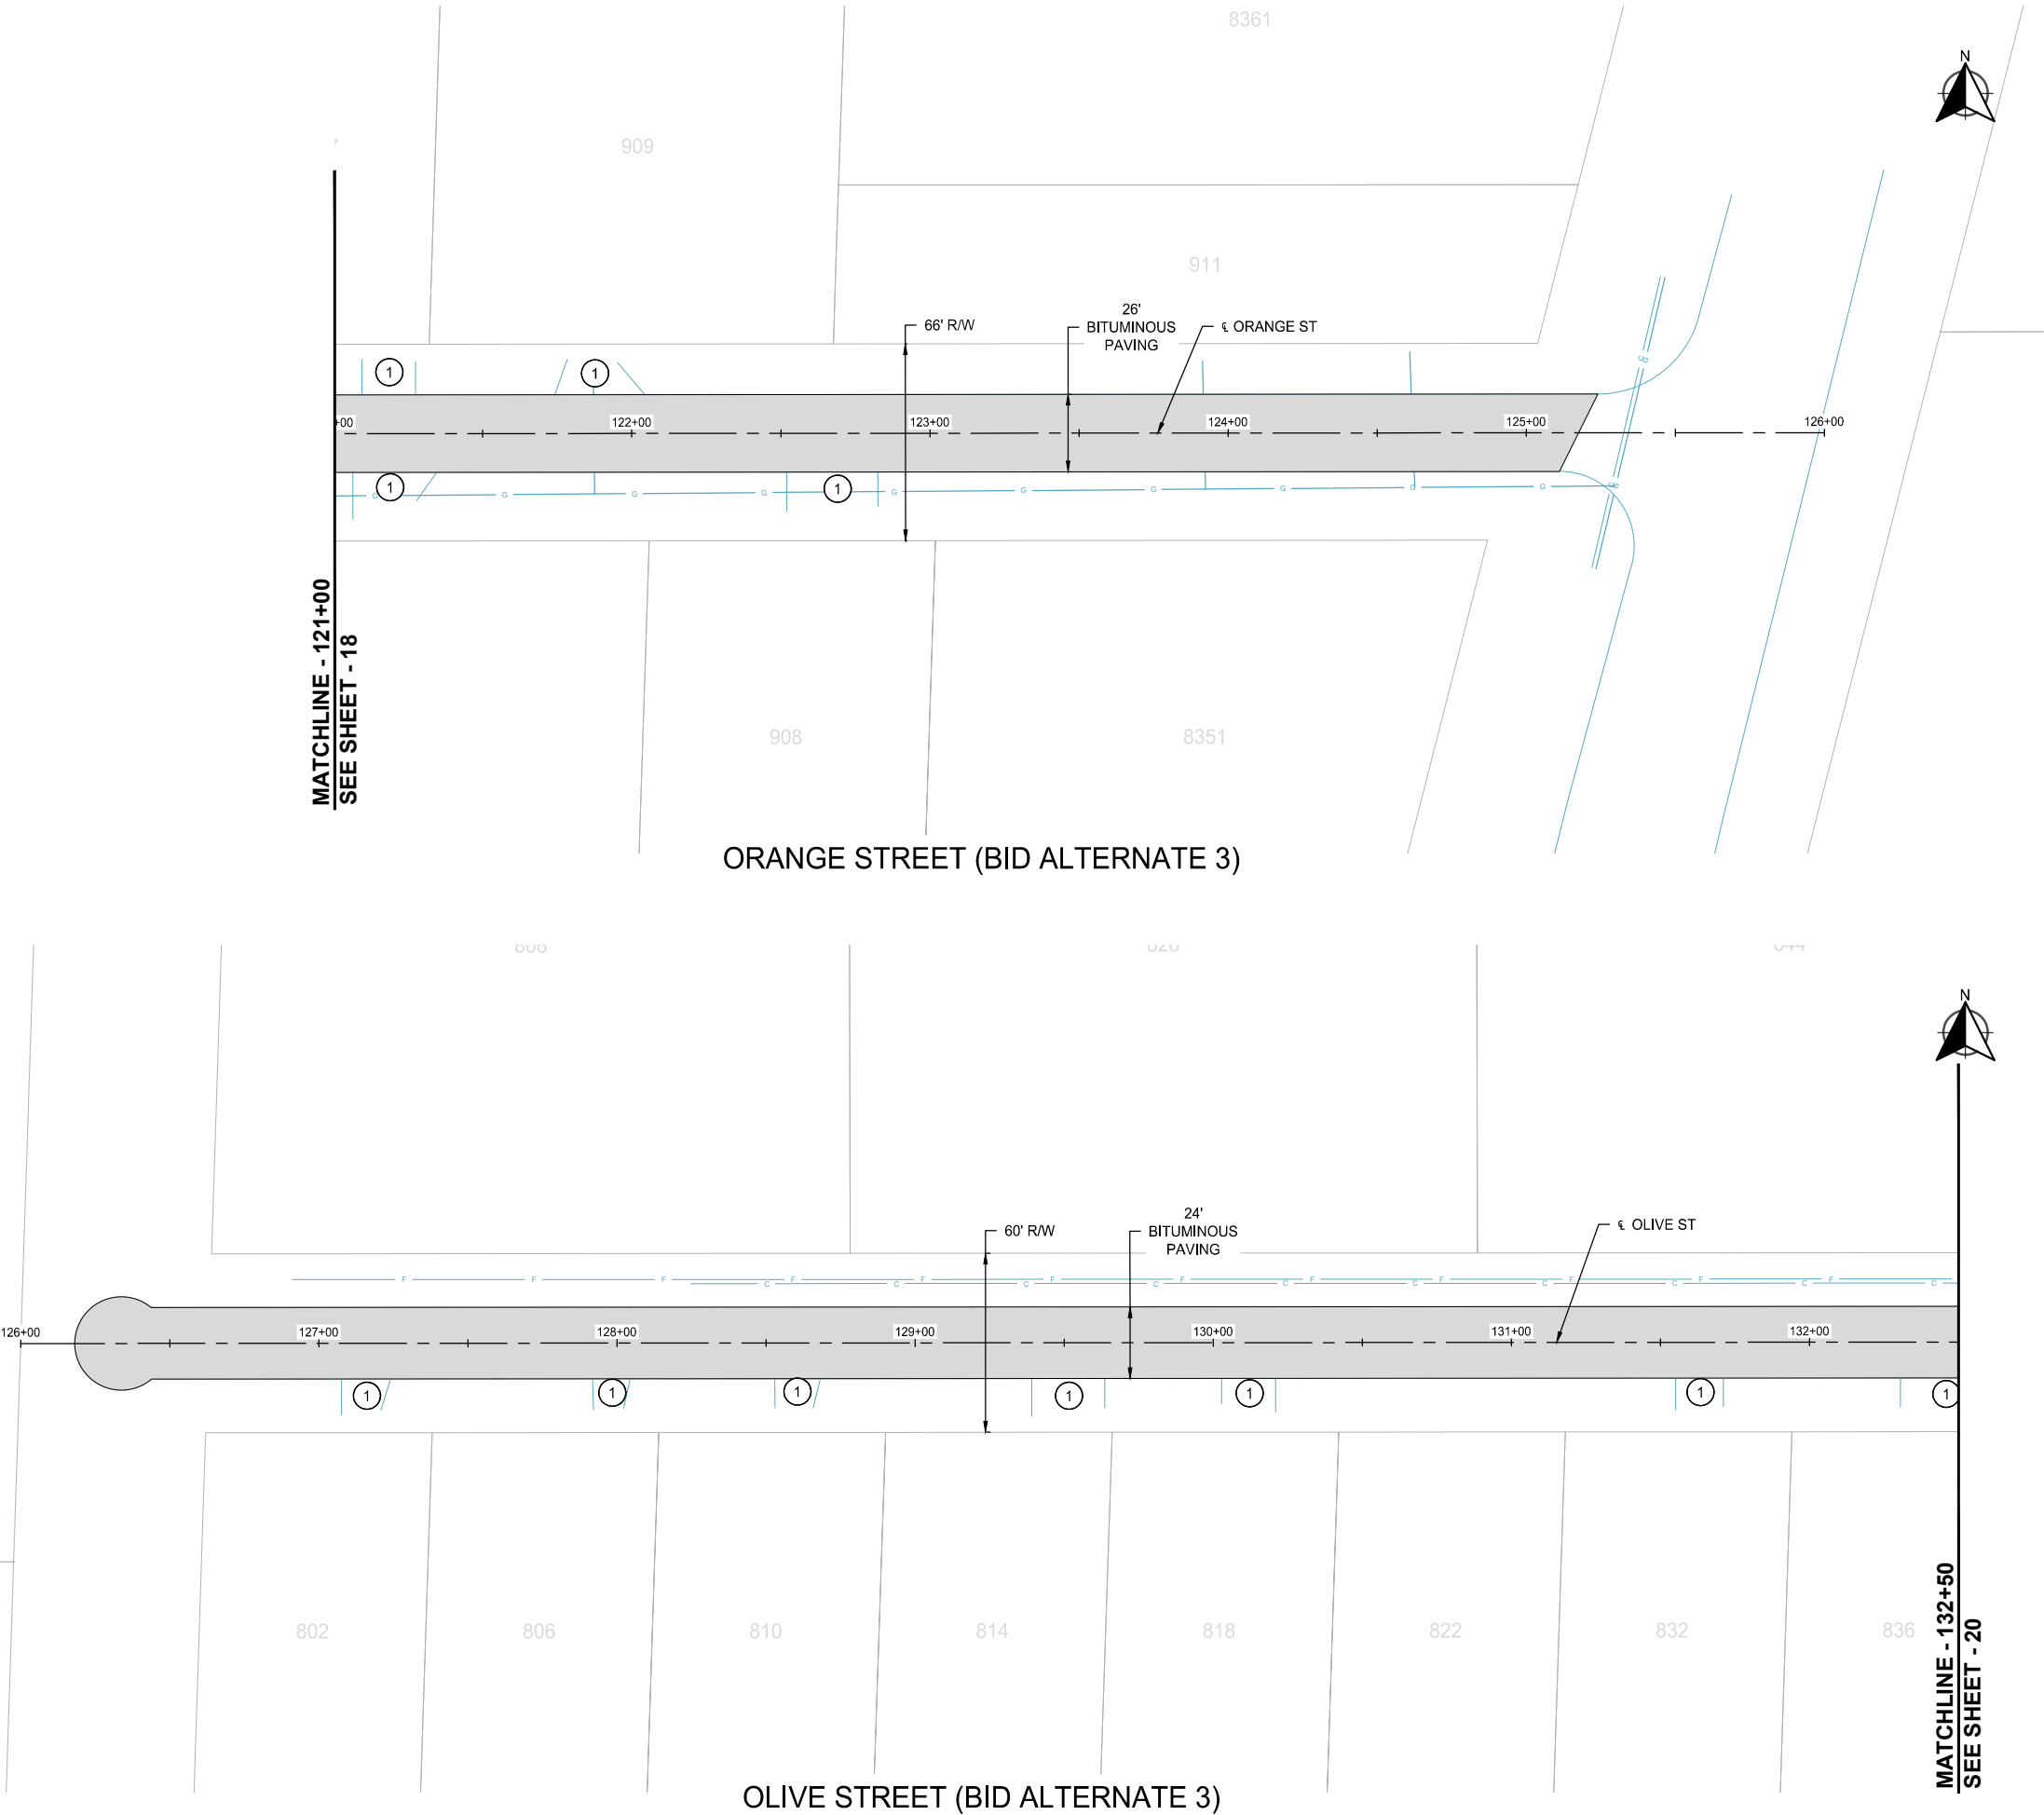 8361
N
909
911
66' R/W
26'
BITUMINOUS
PAVING
℄ ORANGE ST
1
1
+00
122+00
123+00
124+00
125+00
126+00
1
1
G G G G G G G G G G
G
G
MATCHLINE - 121+00
SEE SHEET - 18
908
8351
ORANGE STREET (BID ALTERNATE 3)
N
60' R/W
24'
BITUMINOUS
PAVING
℄ OLIVE ST
F F F F F F F F F F F F
C C C C C C C C C C
126+00
127+00
128+00
129+00
130+00
131+00
132+00
1
1
1
1
1
1
1
802
806
810
814
818
822
832
836
MATCHLINE - 132+50
SEE SHEET - 20
OLIVE STREET (BID ALTERNATE 3)